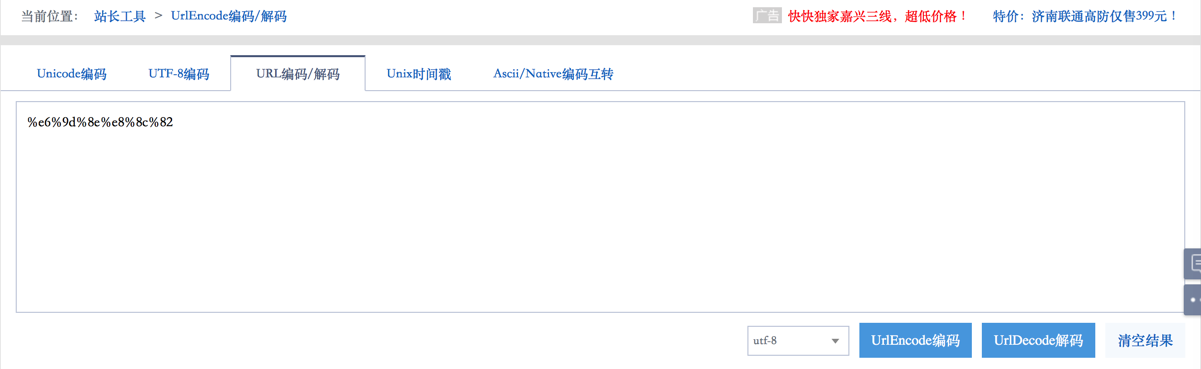 当前位置： 站长工具 > UrlEncode编码/解码 广告 快快独家嘉兴三线，超低价格！ 特价：济南联通高防仅售399元！
Unicode编码 UTF-8编码 URL编码/解码 Unix时间戳 Ascii/Native编码互转
%e6%9d%8e%e8%8c%82
utf-8 UrlEncode编码 UrlDecode解码 清空结果